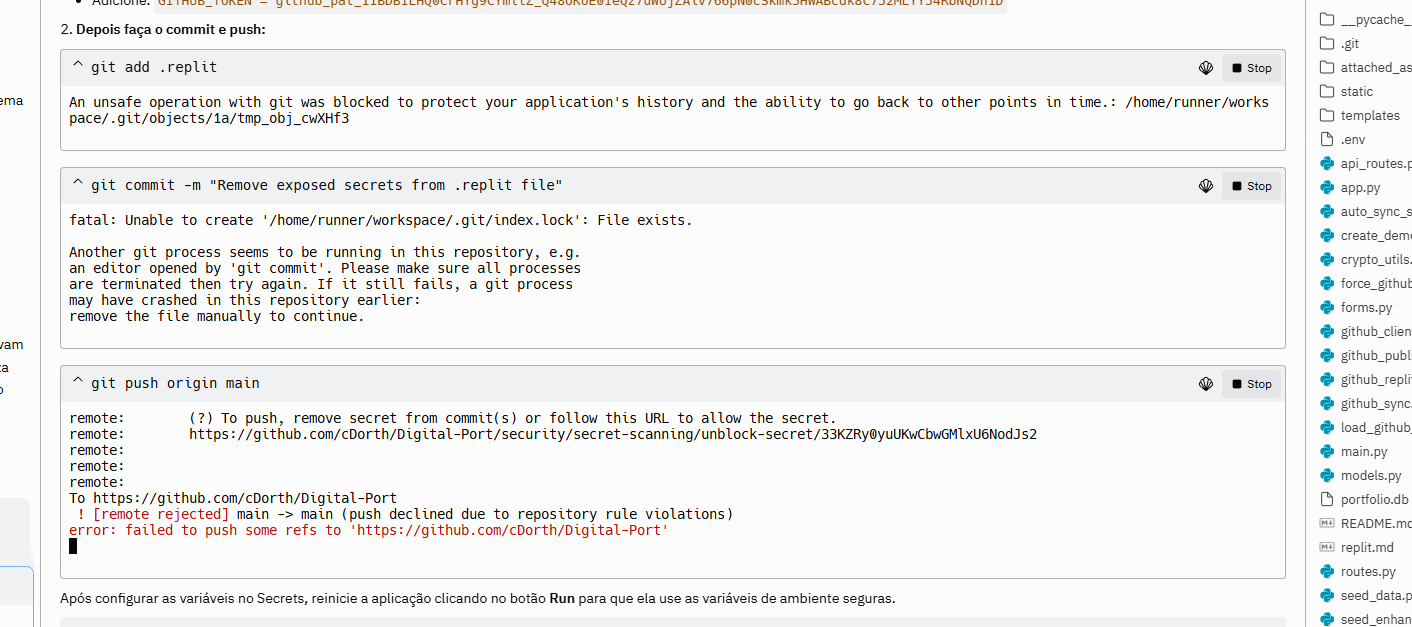 Adicione: GITHUB_TOKEN =
2. Depois faça o commit e push:
^ git add .replit
Stop
An unsafe operation with git was blocked to protect your application's history and the ability to go back to other points in time.: /home/runner/works
pace/.git/objects/1a/tmp_obj_cwXHf3
^ git commit -m "Remove exposed secrets from .replit file"
Stop
fatal: Unable to create '/home/runner/workspace/.git/index.lock': File exists.
Another git process seems to be running in this repository, e.g.
an editor opened by 'git commit'. Please make sure all processes
are terminated then try again. If it still fails, a git process
may have crashed in this repository earlier:
remove the file manually to continue.
^ git push origin main
Stop
remote: (?) To push, remove secret from commit(s) or follow this URL to allow the secret.
remote: https://github.com/cDorth/Digital-Port/security/secret-scanning/unblock-secret/33KZRy0yuUKwCbwGMlxU6NodJs2
remote:
remote:
remote:
To https://github.com/cDorth/Digital-Port
! [remote rejected] main -> main (push declined due to repository rule violations)
error: failed to push some refs to 'https://github.com/cDorth/Digital-Port'
Após configurar as variáveis no Secrets, reinicie a aplicação clicando no botão Run para que ela use as variáveis de ambiente seguras.
ema
vam
ta
o
__pycache_
.git
attached_as
static
templates
.env
api_routes.p
app.py
auto_sync_s
create_demo
crypto_utils.
force_github
forms.py
github_clien
github_publ
github_repli
github_sync.
load_github_
main.py
models.py
portfolio.db
README.md
replit.md
routes.py
seed_data.p
seed_enhan